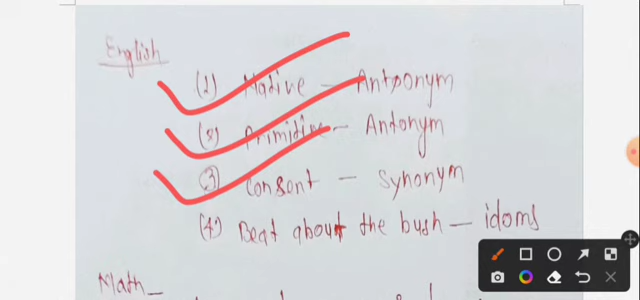 English
(1) Native - Antonym
(2) Primitive - Antonym
(3) Consent - Synonym
(4) Beat about the bush - idoms
Math -